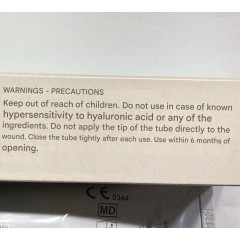 WARNINGS - PRECAUTIONS
Keep out of reach of children. Do not use in case of known
hypersensitivity to hyaluronic acid or any of the
ingredients. Do not apply the tip of the tube directly to the
wound. Close the tube tightly after each use. Use within 6 months of
opening.
CE 0344
MD